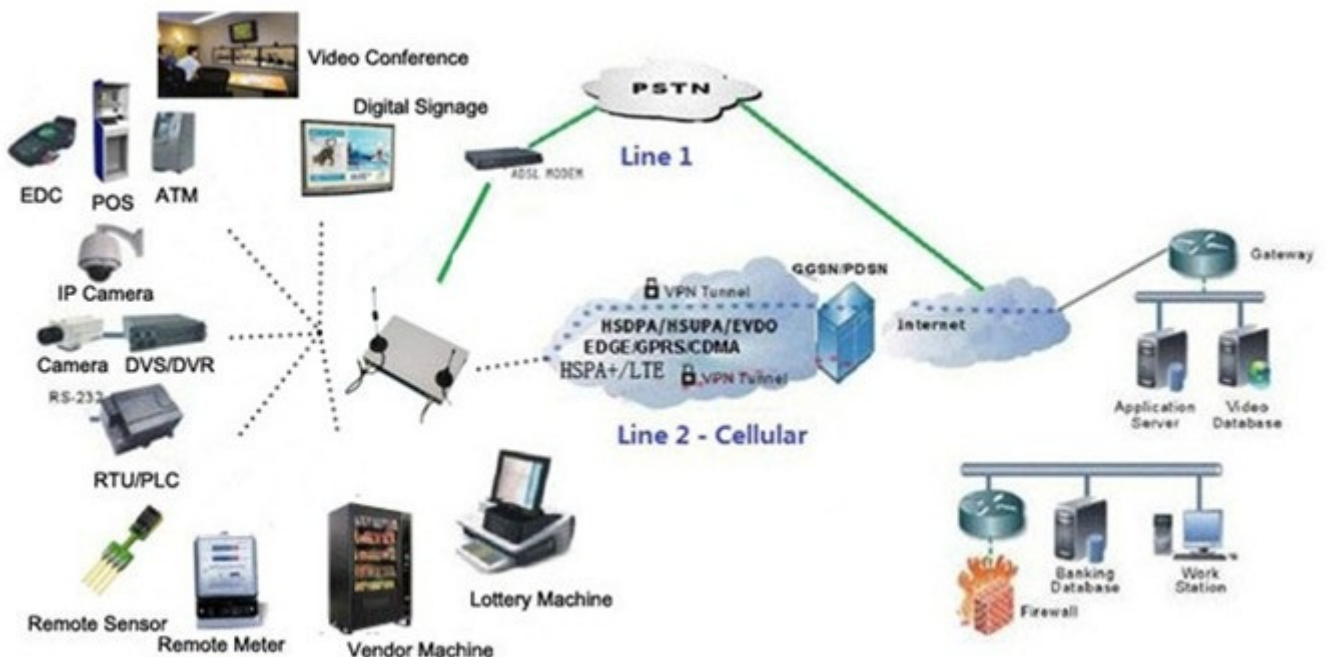 Video Conference
Digital Signage
PSTN
Line 1
ADSL MODEM
EDC
POS
ATM
IP Camera
Camera
DVS/DVR
RS-232
RTU/PLC
GGSN/PDSN
VPN Tunnel
HSDPA/HSUPA/EVDO
EDGE/GPRS/CDMA
HSPA+/LTE
VPN Tunnel
Line 2 - Cellular
Internet
Gateway
Application
Server
Video
Database
Remote Sensor
Remote Meter
Vendor Machine
Lottery Machine
Banking
Database
Work
Station
Firewall